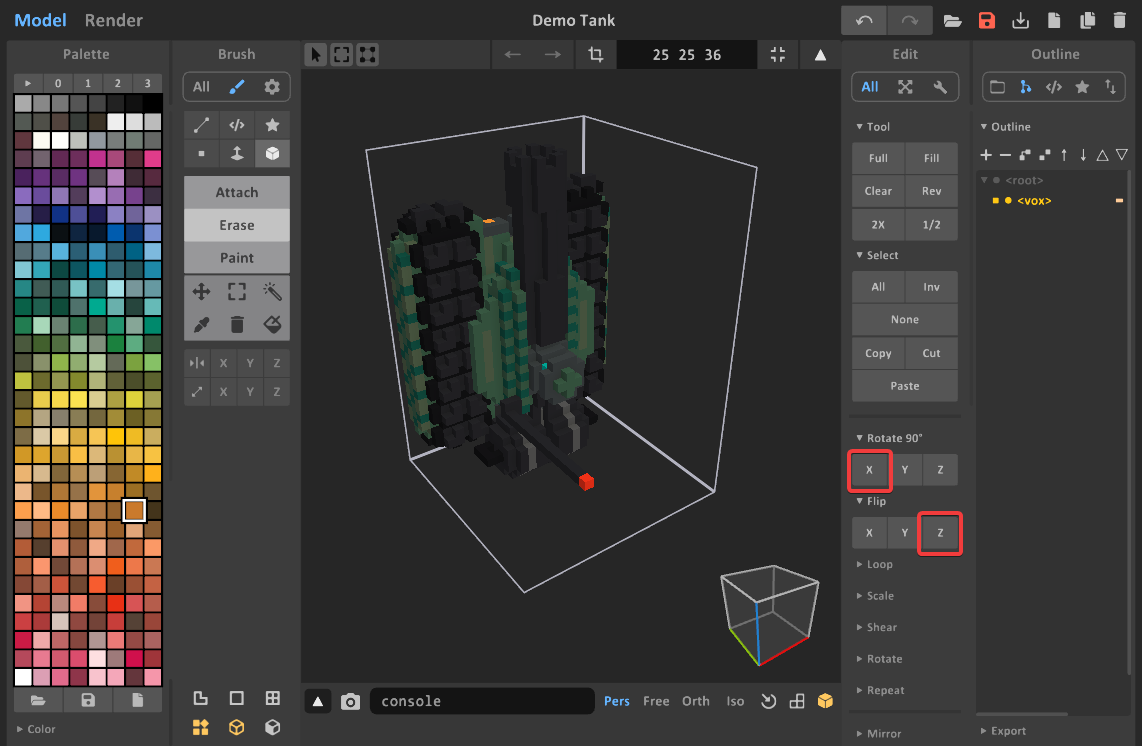 Model Render
Demo Tank
Palette
0 1 2 3
Color
Brush
All
Attach
Erase
Paint
X Y Z
X Y Z
25 25 36
console
Pers Free Orth Iso
Edit
All
Tool
Full Fill
Clear Rev
2X 1/2
Select
All Inv
None
Copy Cut
Paste
Rotate 90°
X Y Z
Flip
X Y Z
Loop
Scale
Shear
Rotate
Repeat
Mirror
Outline
Outline
<root>
<vox>
Export